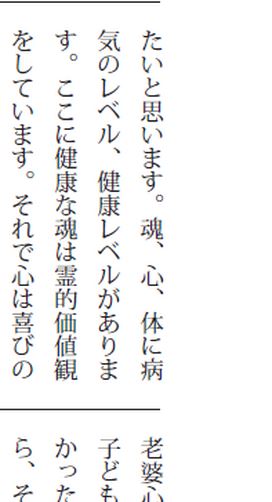 たいと思います。魂、心、体に病
気のレベル、健康レベルがありま
す。ここに健康な魂は霊的価値観
をしています。それで心は喜びの
老婆心
子ども
かった
ら、そ